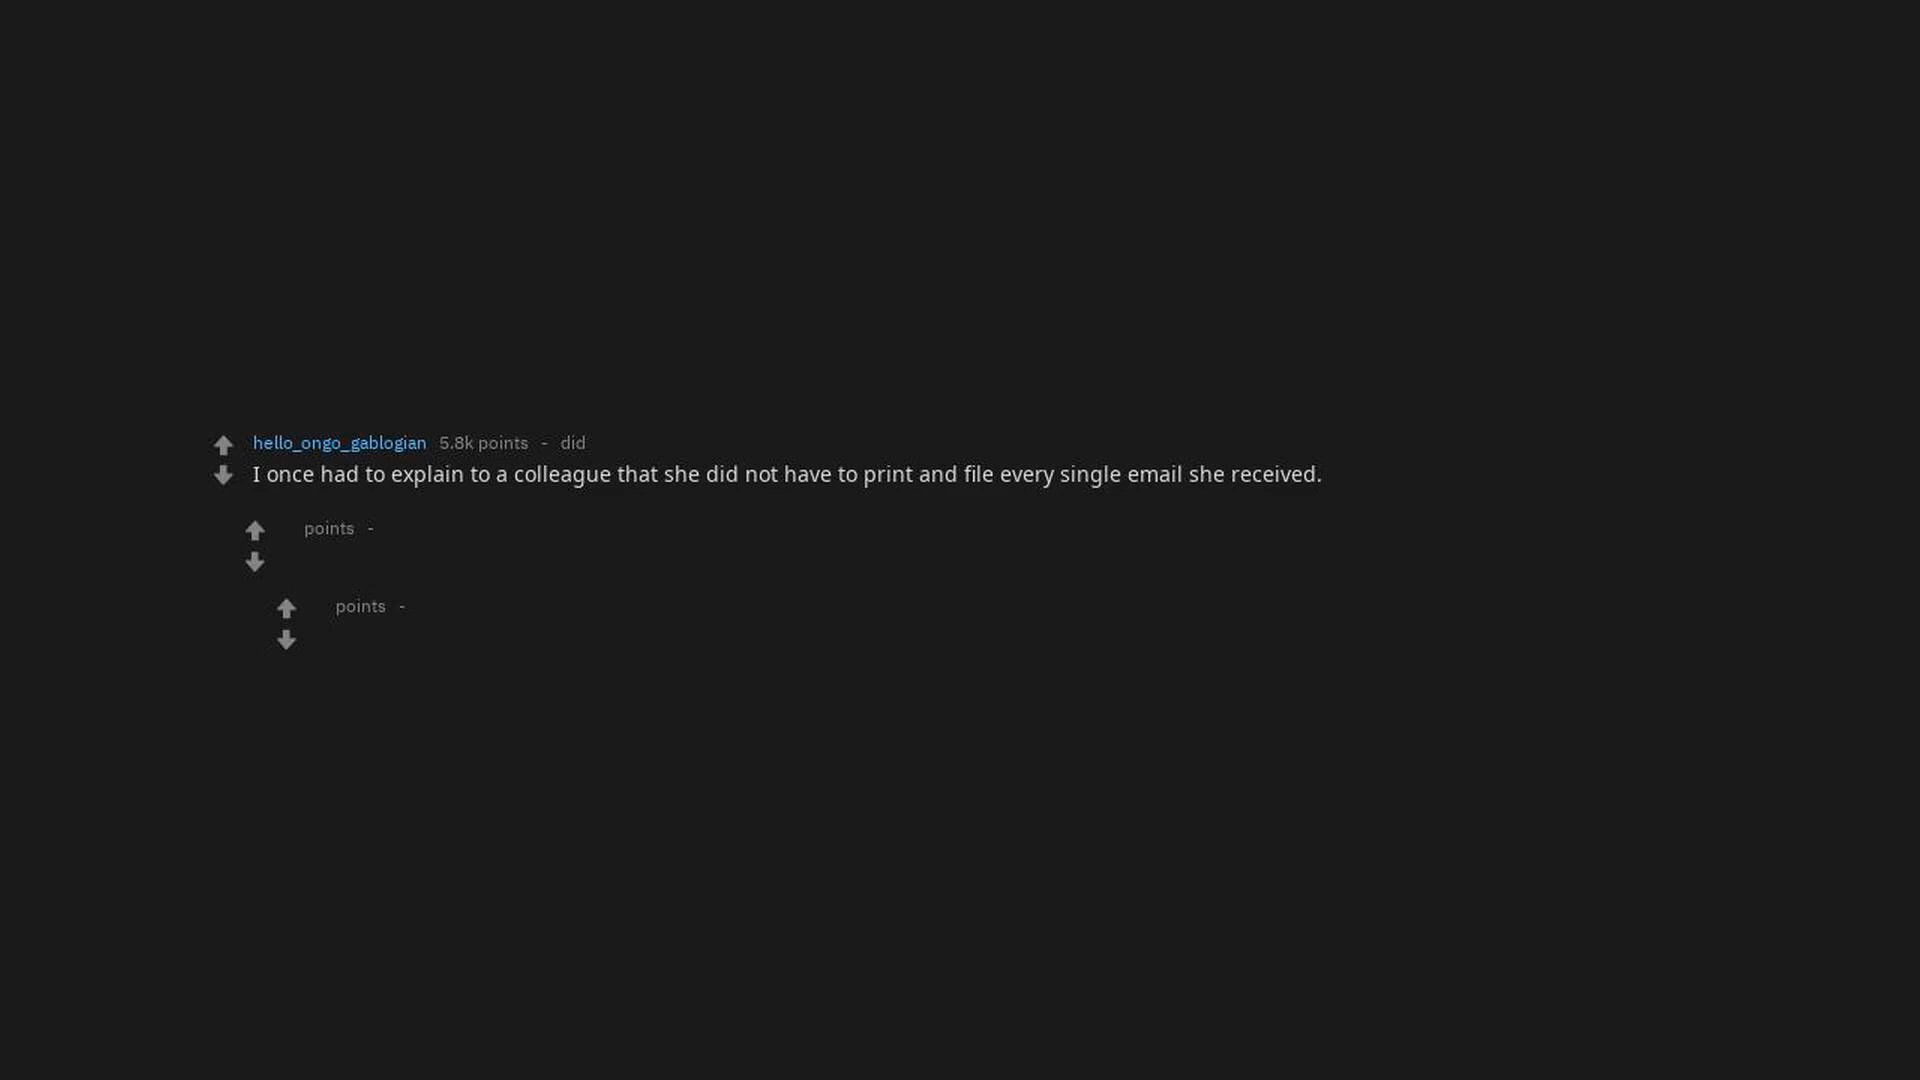 hello_ongo_gablogian 5.8k points - did
I once had to explain to a colleague that she did not have to print and file every single email she received.
points -
points -